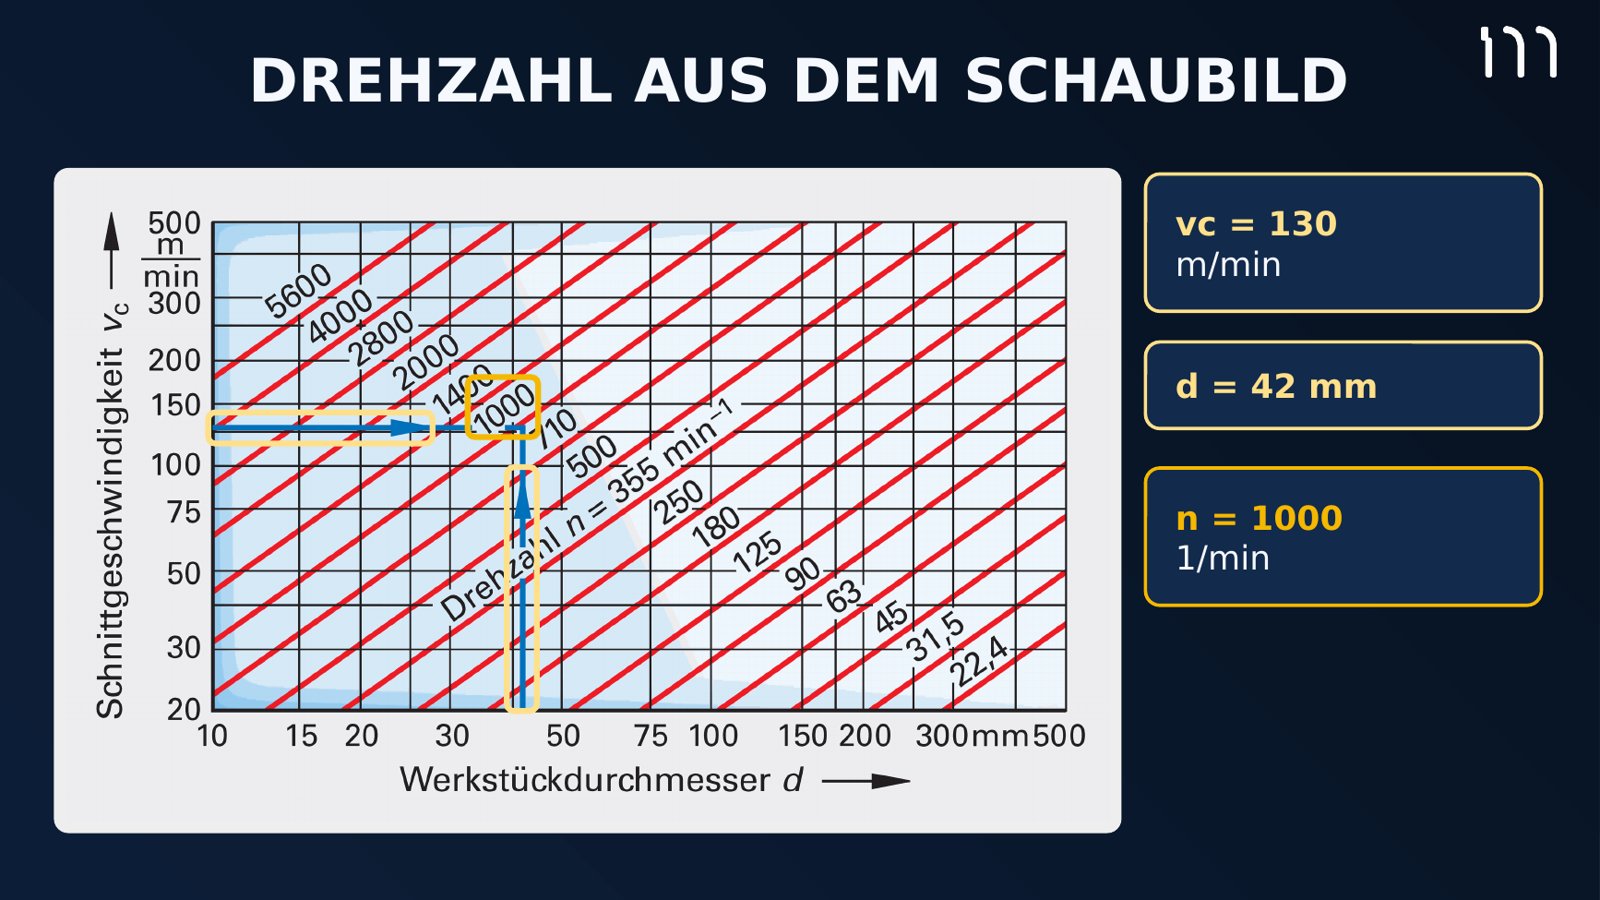 DREHZAHL AUS DEM SCHAUBILD
m
Schnittgeschwindigkeit vc
500
m
min
300
200
150
100
75
50
30
20
5600
4000
2800
2000
1400
1000
710
500
Drehzahl n = 355 min⁻¹
250
180
125
90
63
45
31,5
22,4
10 15 20 30 50 75 100 150 200 300 mm 500
Werkstückdurchmesser d
vc = 130
m/min
d = 42 mm
n = 1000
1/min